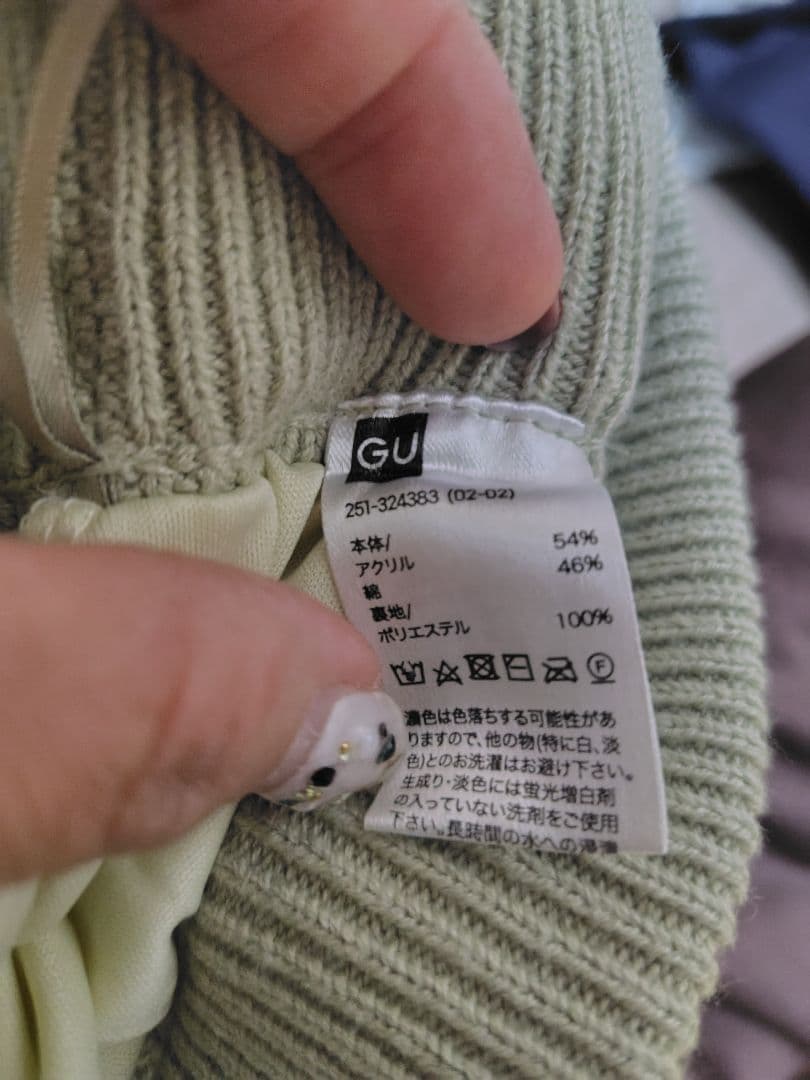 GU
251-324383 (02-02)
本体/
アクリル 54%
綿 46%
裏地/
ポリエステル 100%
F
濃色は色落ちする可能性があ
りますので、他の物(特に白、淡
色)とのお洗濯はお避け下さい。
生成り・淡色には蛍光増白剤
の入っていない洗剤をご使用
下さい。長時間の水への浸漬